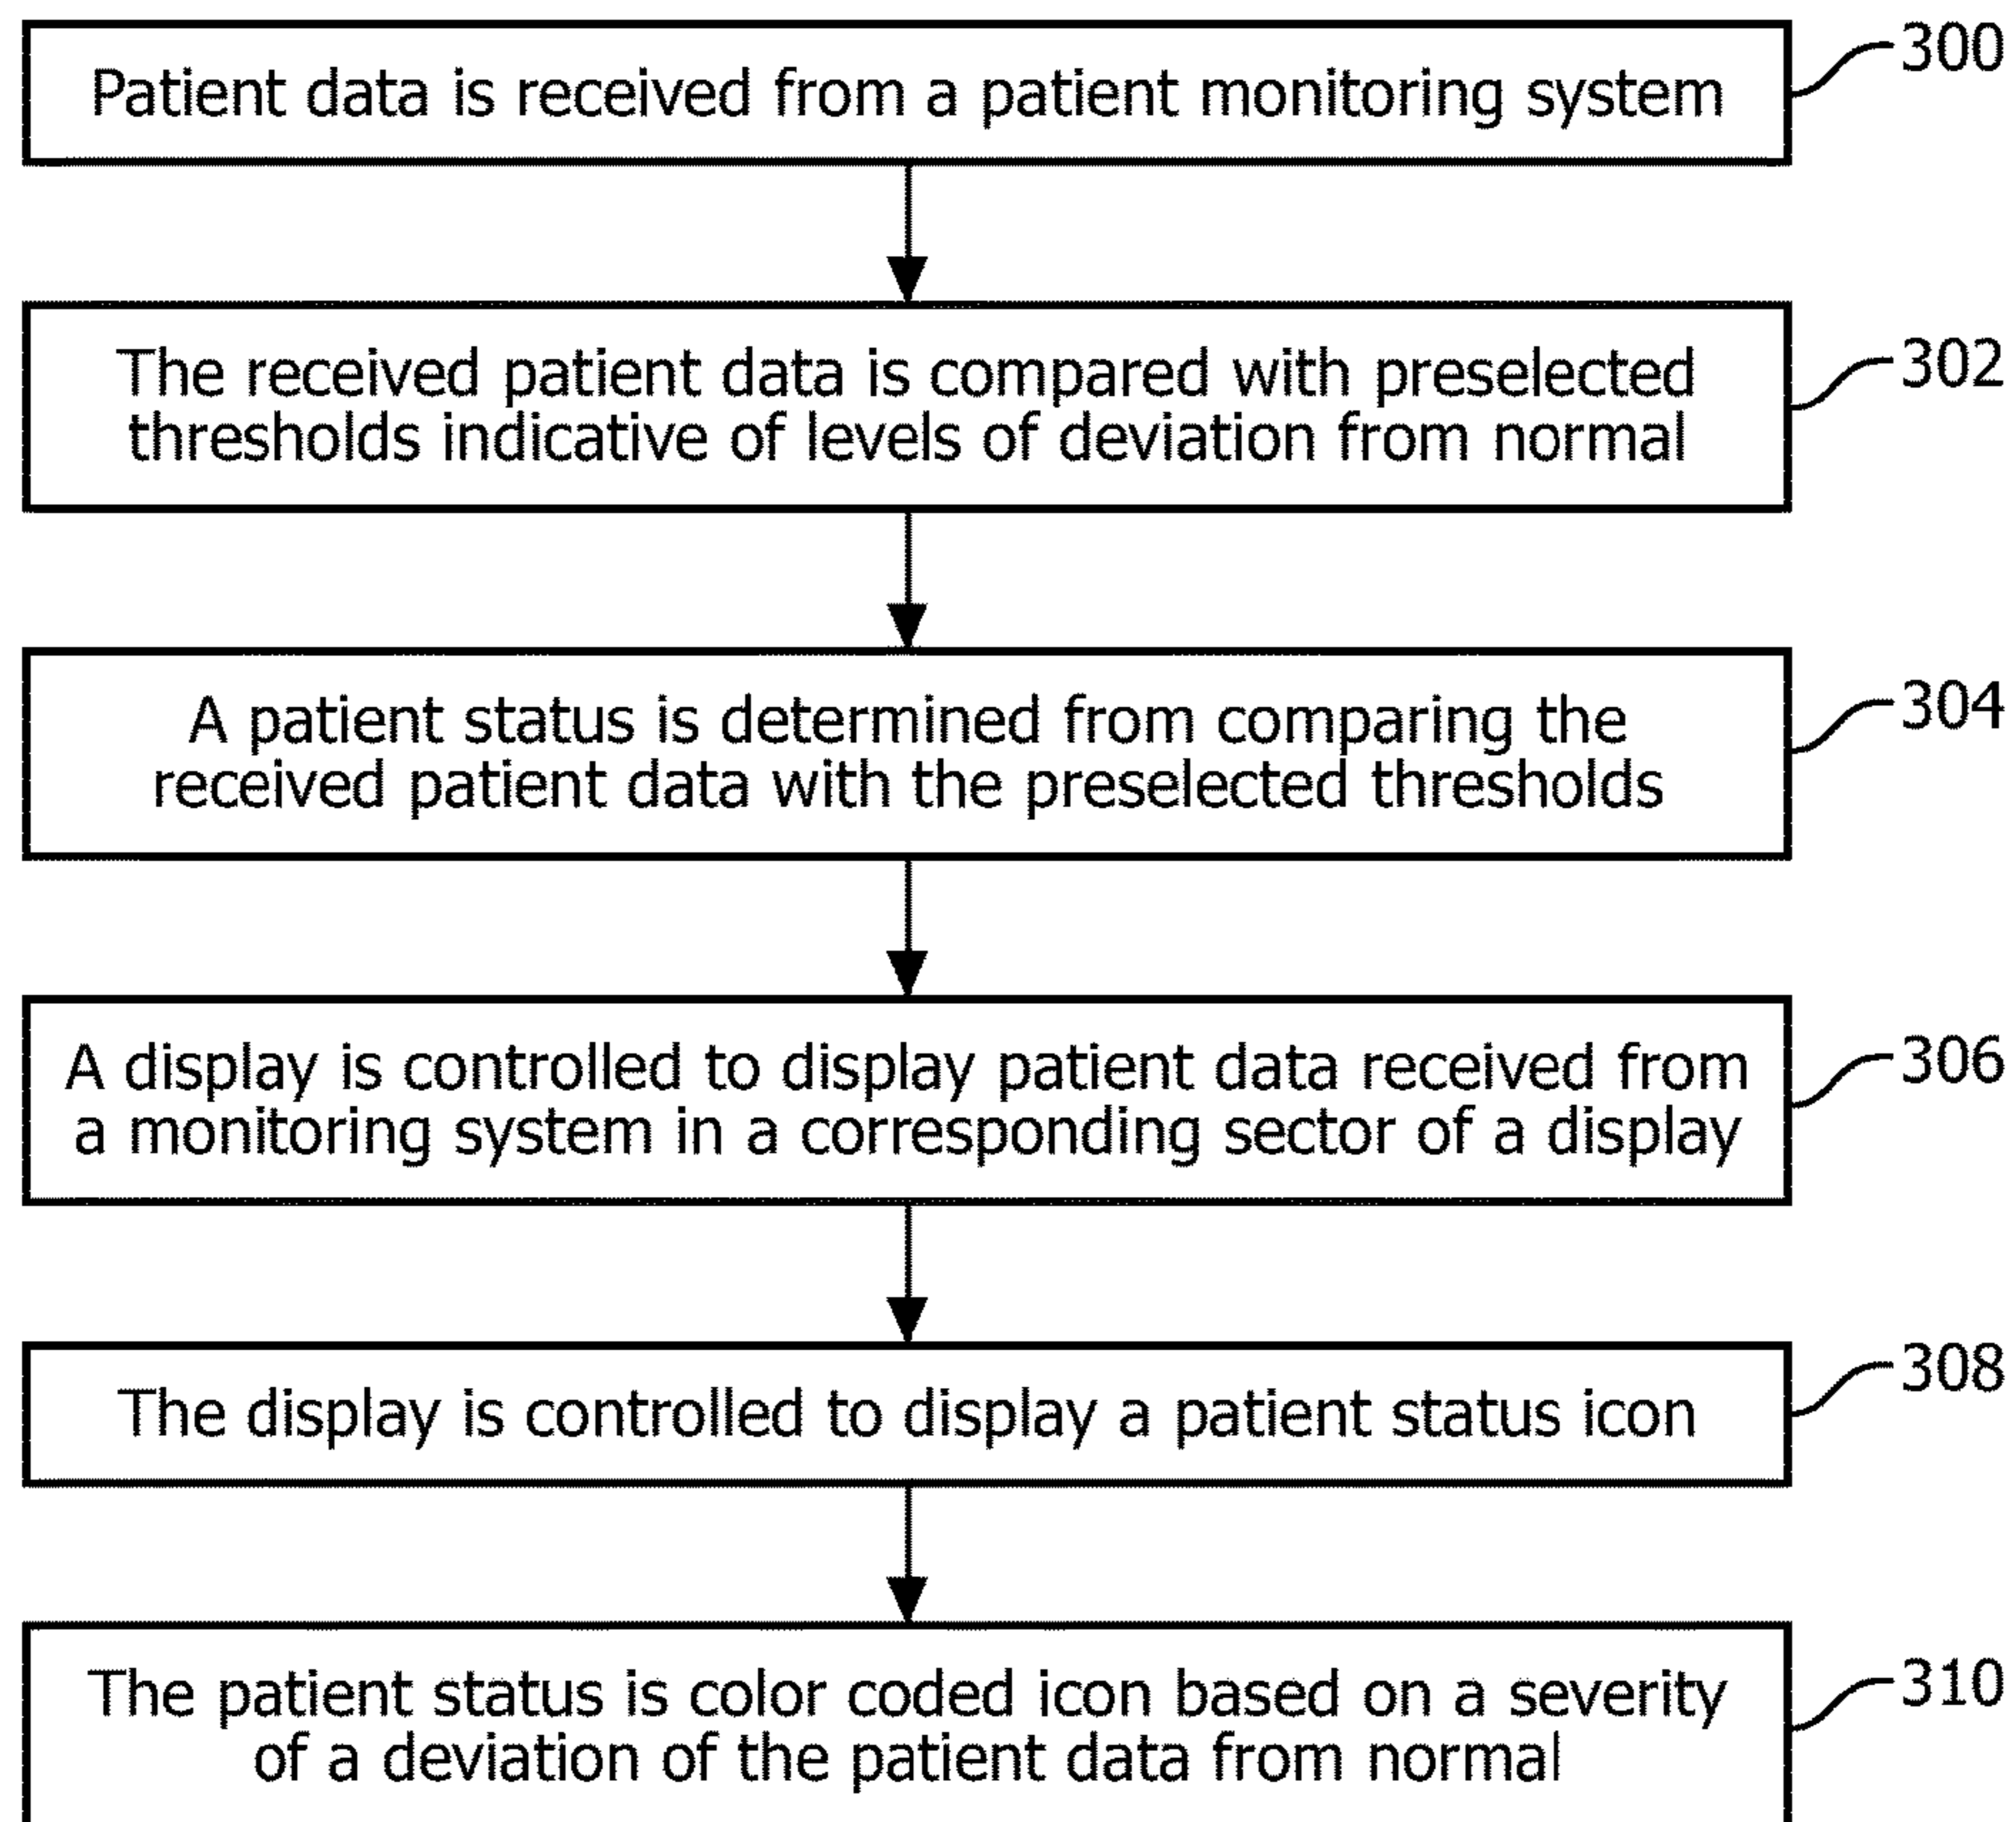 Patient data is received from a patient monitoring system
300
The received patient data is compared with preselected
thresholds indicative of levels of deviation from normal
302
A patient status is determined from comparing the
received patient data with the preselected thresholds
304
A display is controlled to display patient data received from
a monitoring system in a corresponding sector of a display
306
The display is controlled to display a patient status icon
308
The patient status is color coded icon based on a severity
of a deviation of the patient data from normal
310